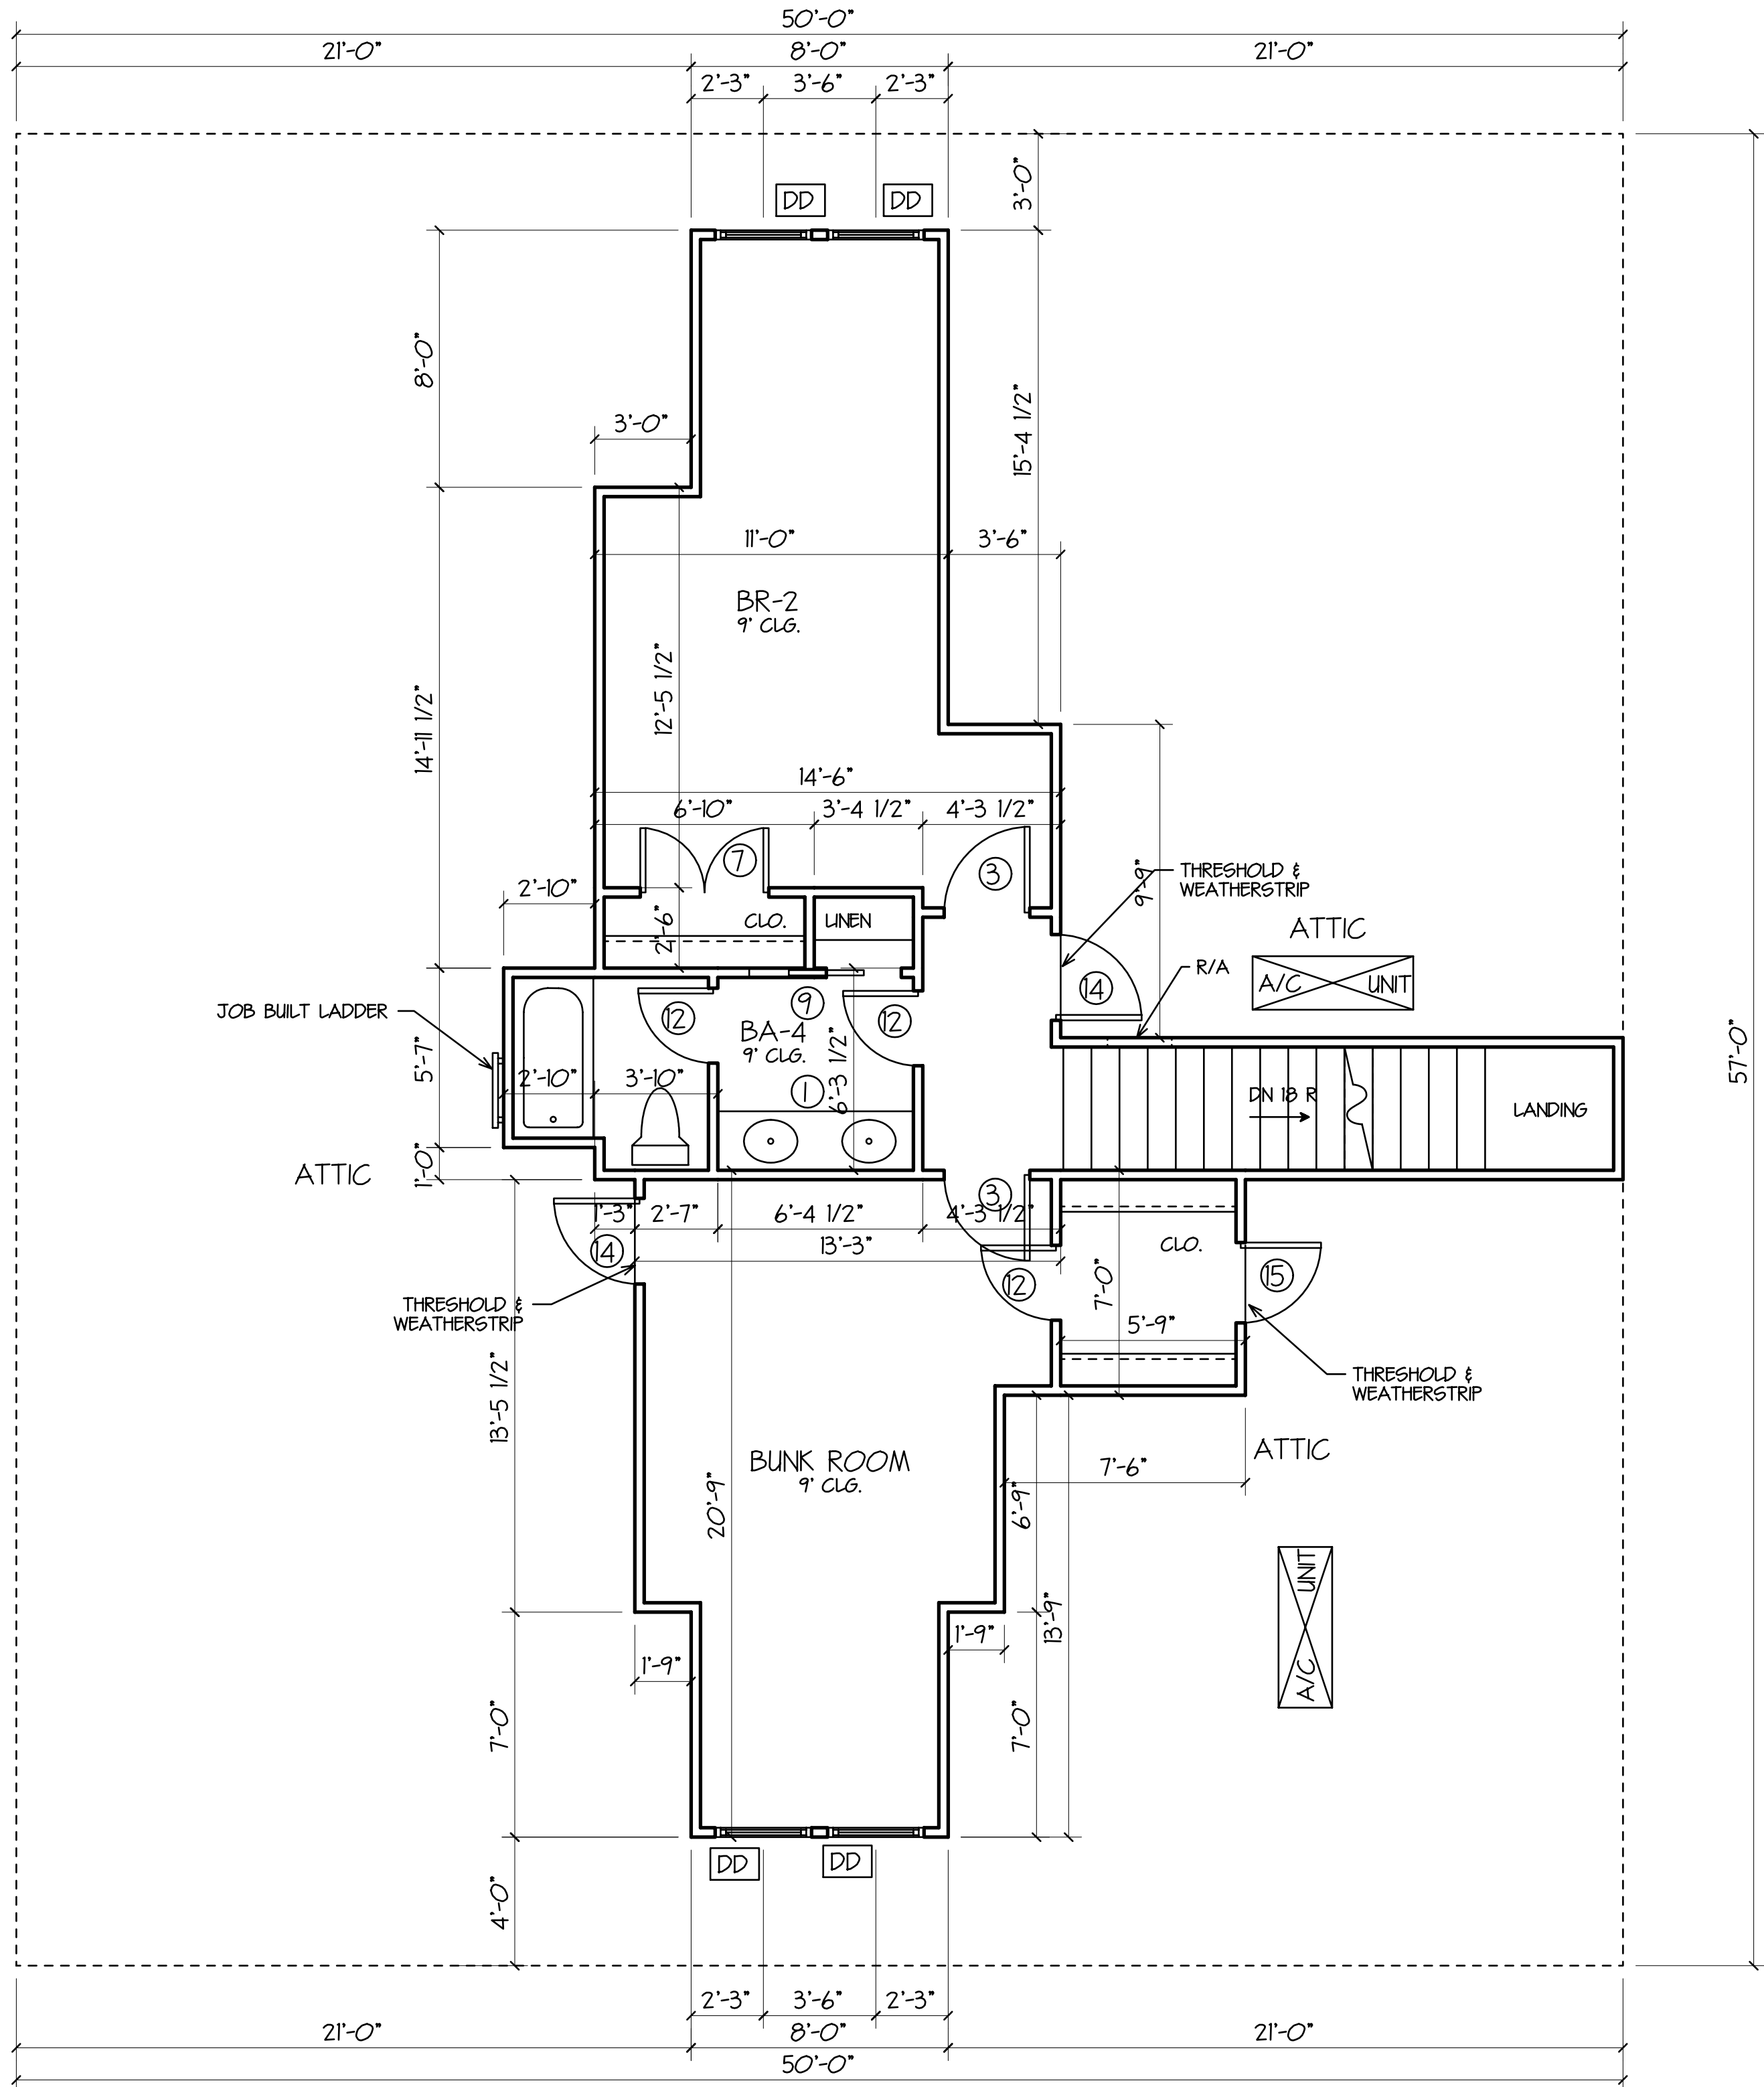 50'-0"
21'-0" 8'-0" 21'-0"
2'-3" 3'-6" 2'-3"
3'-0"
DD DD
8'-0"
15'-4 1/2"
3'-0"
11'-0" 3'-6"
BR-2
9' CLG.
12'-5 1/2"
14'-11 1/2"
14'-6"
6'-10" 3'-4 1/2" 4'-3 1/2"
7
3
9'-9"
THRESHOLD &
WEATHERSTRIP
2'-10"
2'-6"
CLO.
LINEN
ATTIC
R/A
A/C UNIT
14
JOB BUILT LADDER
12
9
12
BA-4
9' CLG.
6'-3 1/2"
5'-7"
57'-0"
2'-10" 3'-10"
1
DN 18 R
LANDING
ATTIC
1'-0"
3
1'-3" 2'-7" 6'-4 1/2" 4'-3 1/2"
13'-3"
CLO.
14
12
15
7'-0"
THRESHOLD &
WEATHERSTRIP
5'-9"
THRESHOLD &
WEATHERSTRIP
13'-5 1/2"
ATTIC
BUNK ROOM
9' CLG.
7'-6"
20'-9"
6'-9"
A/C UNIT
13'-9"
1'-9"
1'-9"
7'-0"
7'-0"
DD DD
4'-0"
2'-3" 3'-6" 2'-3"
21'-0" 8'-0" 21'-0"
50'-0"